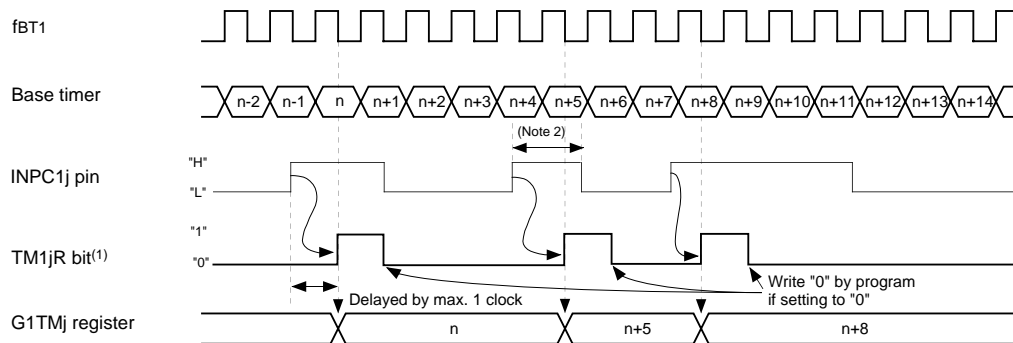 fBT1
Base timer
n-2 n-1 n n+1 n+2 n+3 n+4 n+5 n+6 n+7 n+8 n+9 n+10 n+11 n+12 n+13 n+14
(Note 2)
INPC1j pin
"H"
"L"
TM1jR bit(1)
"1"
"0"
Delayed by max. 1 clock
Write "0" by program
if setting to "0"
G1TMj register
n n+5 n+8